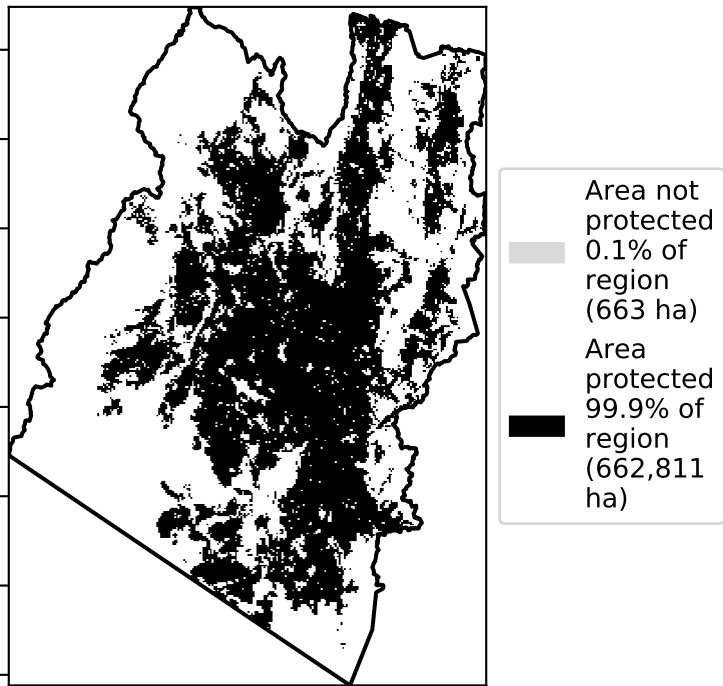 Area not
protected
0.1% of
region
(663 ha)
Area
protected
99.9% of
region
(662,811
ha)